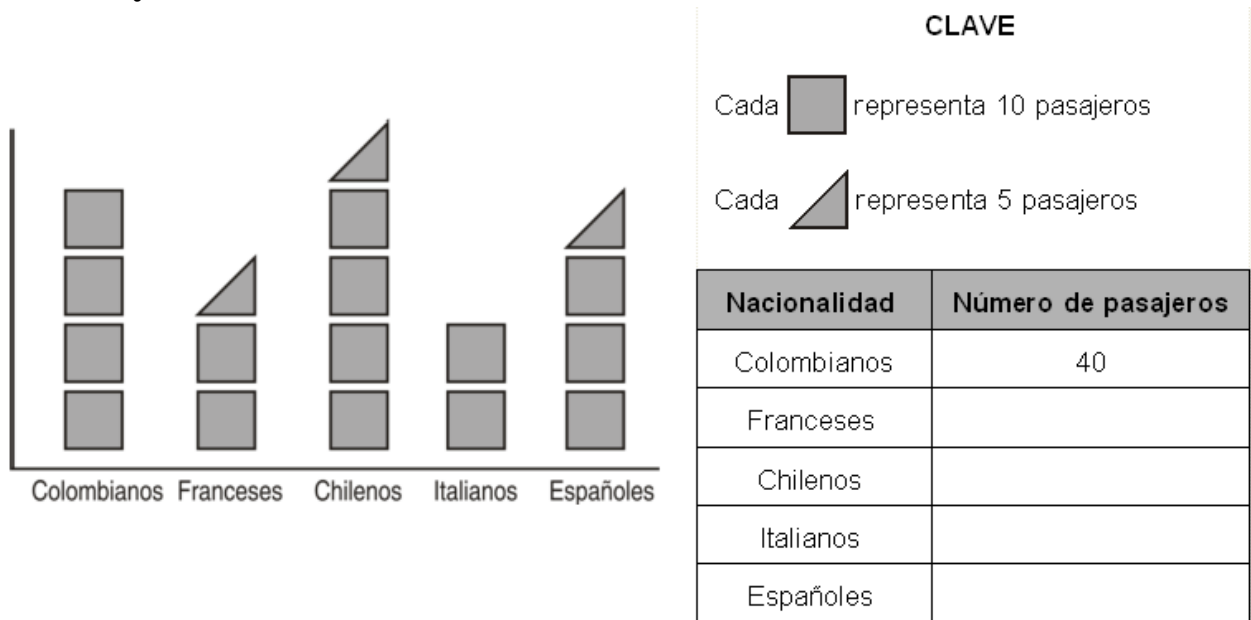 CLAVE
Cada representa 10 pasajeros
Cada representa 5 pasajeros
Colombianos Franceses Chilenos Italianos Españoles
Nacionalidad Número de pasajeros
Colombianos 40
Franceses
Chilenos
Italianos
Españoles